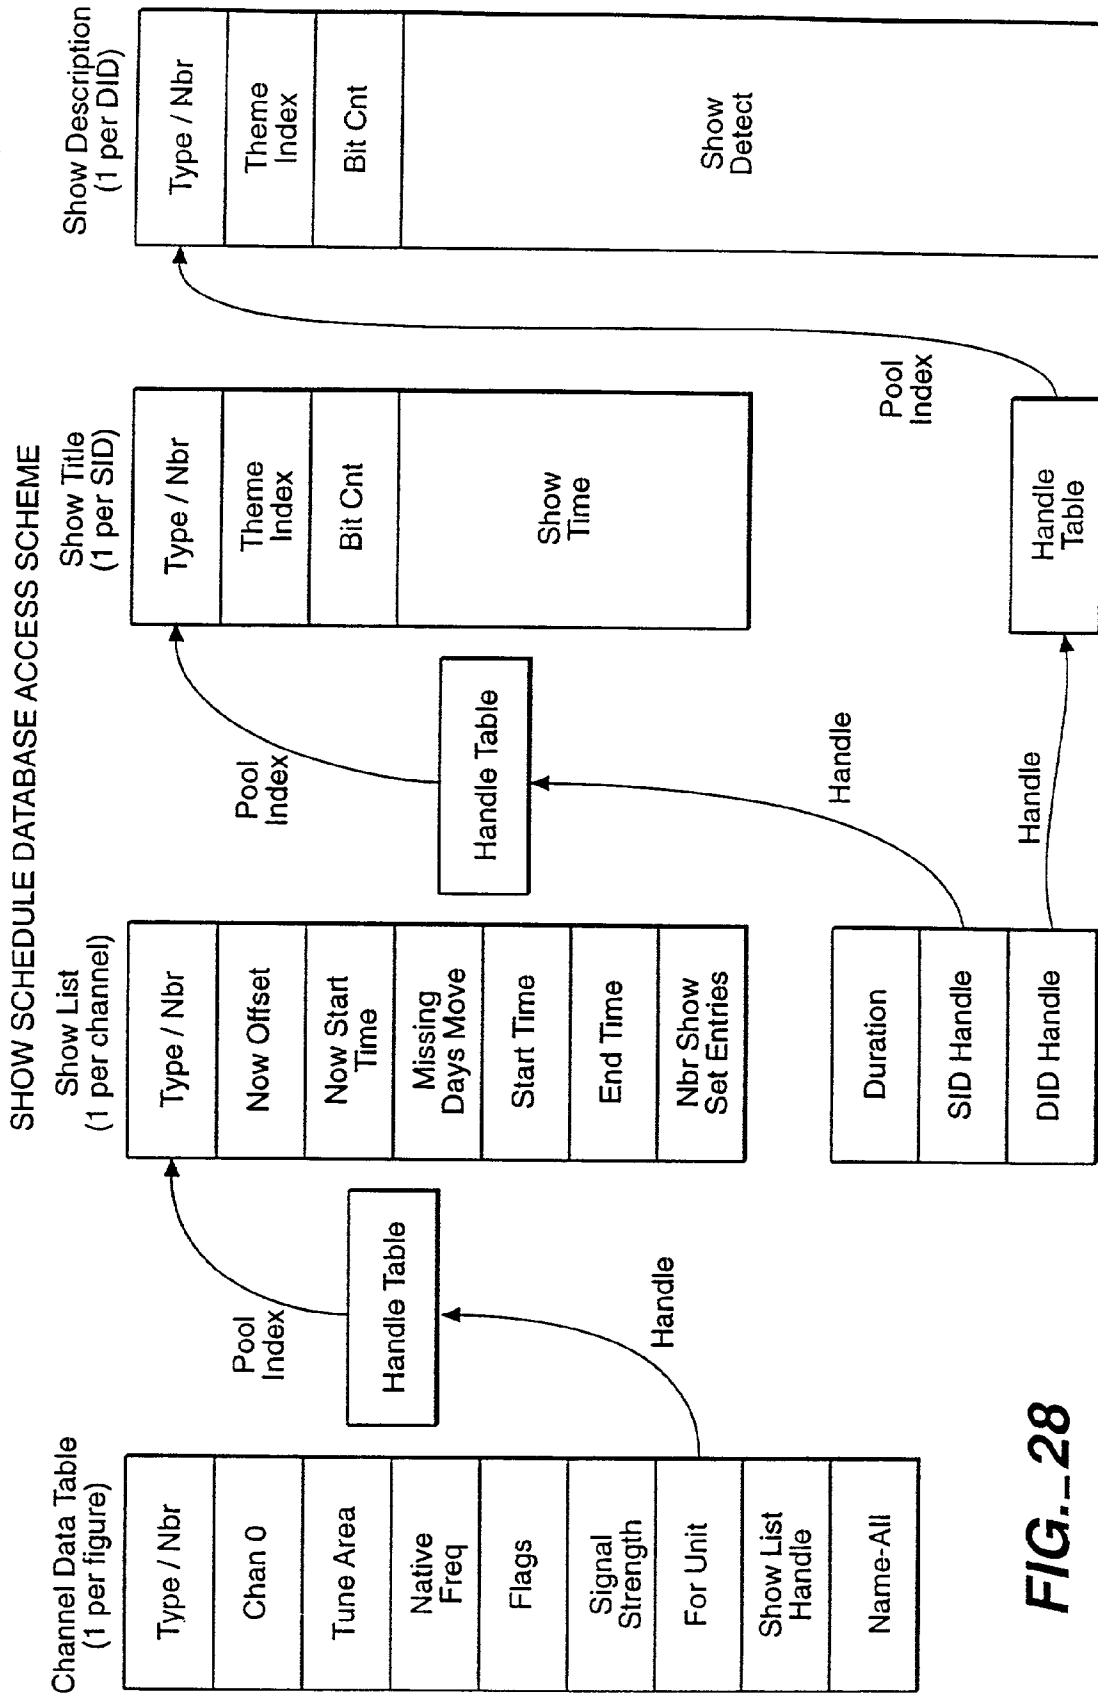 SHOW SCHEDULE DATABASE ACCESS SCHEME
Channel Data Table
(1 per figure)
Type / Nbr
Chan 0
Tune Area
Native
Freq
Flags
Signal
Strength
For Unit
Show List
Handle
Name-All
Handle
Handle Table
Pool
Index
Show List
(1 per channel)
Type / Nbr
Now Offset
Now Start
Time
Missing
Days Move
Start Time
End Time
Nbr Show
Set Entries
Duration
SID Handle
DID Handle
Handle
Handle Table
Pool
Index
Show Title
(1 per SID)
Type / Nbr
Theme
Index
Bit Cnt
Show
Time
Handle
Handle
Table
Pool
Index
Show Description
(1 per DID)
Type / Nbr
Theme
Index
Bit Cnt
Show
Detect
FIG._28